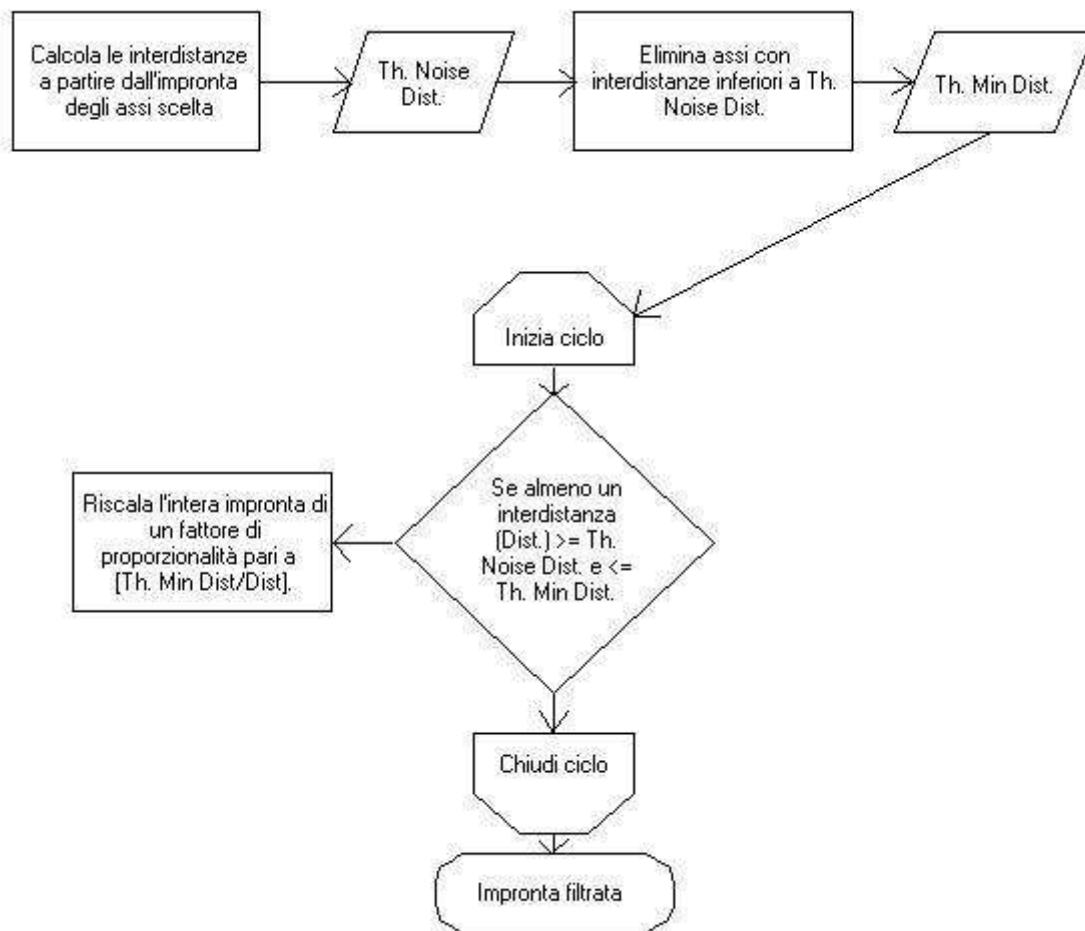 Calcola le interdistanze
a partire dall'impronta
degli assi scelta
Th. Noise
Dist.
Elimina assi con
interdistanze inferiori a Th.
Noise Dist.
Th. Min Dist.
Inizia ciclo
Se almeno un
interdistanza
(Dist.) >= Th.
Noise Dist. e <=
Th. Min Dist.
Riscala l'intera impronta di
un fattore di
proporzionalità pari a
[Th. Min Dist/Dist].
Chiudi ciclo
Impronta filtrata